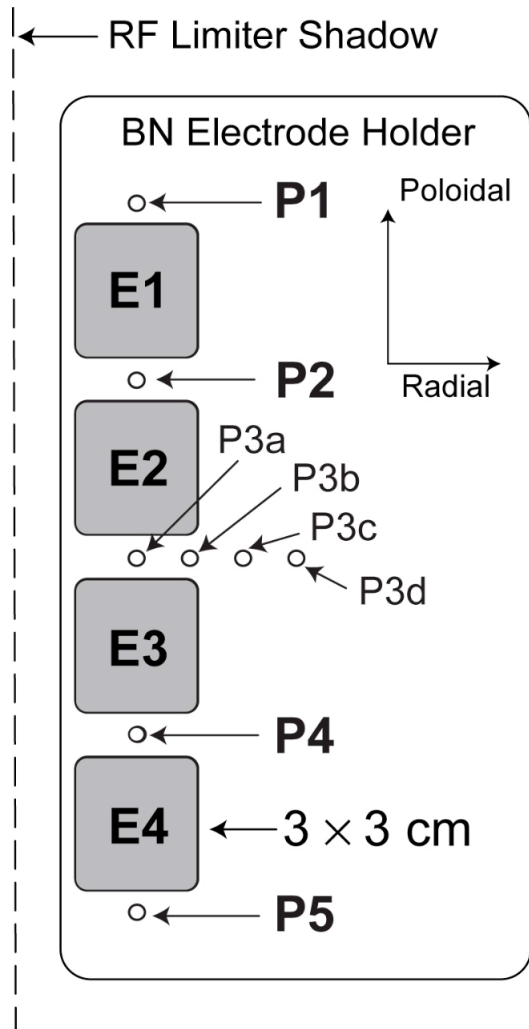 RF Limiter Shadow
BN Electrode Holder
P1
Poloidal
E1
Radial
P2
P3a
E2
P3b
P3c
P3d
E3
P4
E4
3 × 3 cm
P5